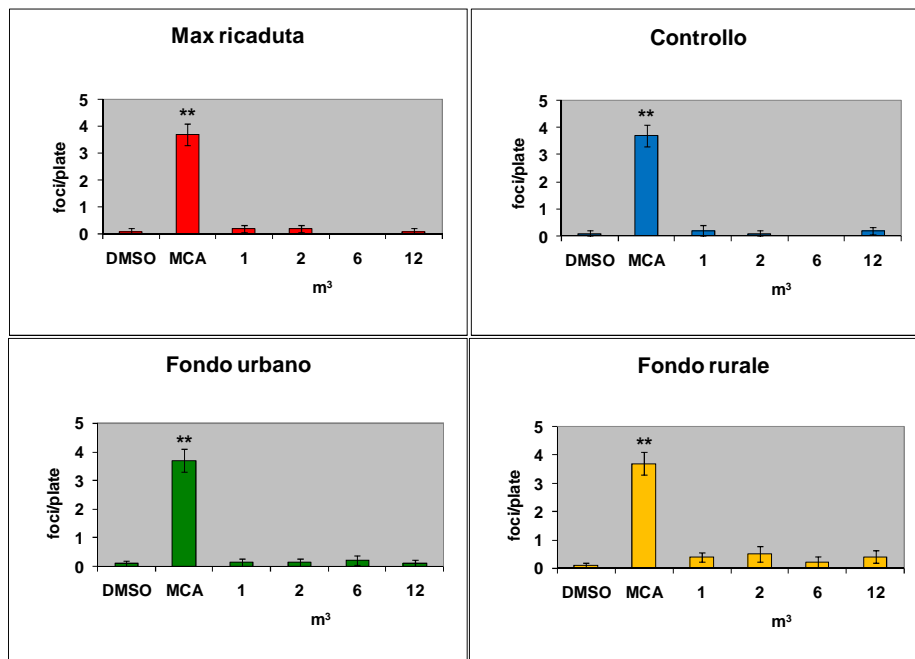 Max ricaduta
**
foci/plate
5
4
3
2
1
0
DMSO MCA 1 2 6 12
m³
Controllo
**
foci/plate
5
4
3
2
1
0
DMSO MCA 1 2 6 12
m³
Fondo urbano
**
foci/plate
5
4
3
2
1
0
DMSO MCA 1 2 6 12
m³
Fondo rurale
**
foci/plate
5
4
3
2
1
0
DMSO MCA 1 2 6 12
m³